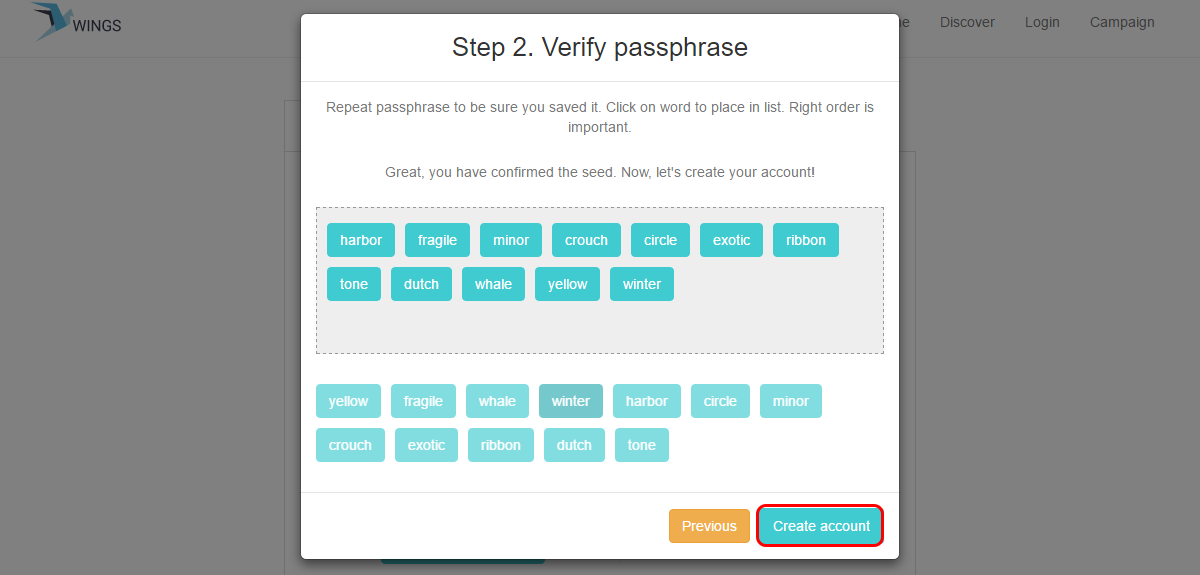 WINGS
ne Discover Login Campaign
Step 2. Verify passphrase
Repeat passphrase to be sure you saved it. Click on word to place in list. Right order is
important.
Great, you have confirmed the seed. Now, let's create your account!
harbor fragile minor crouch circle exotic ribbon
tone dutch whale yellow winter
yellow fragile whale winter harbor circle minor
crouch exotic ribbon dutch tone
Previous Create account